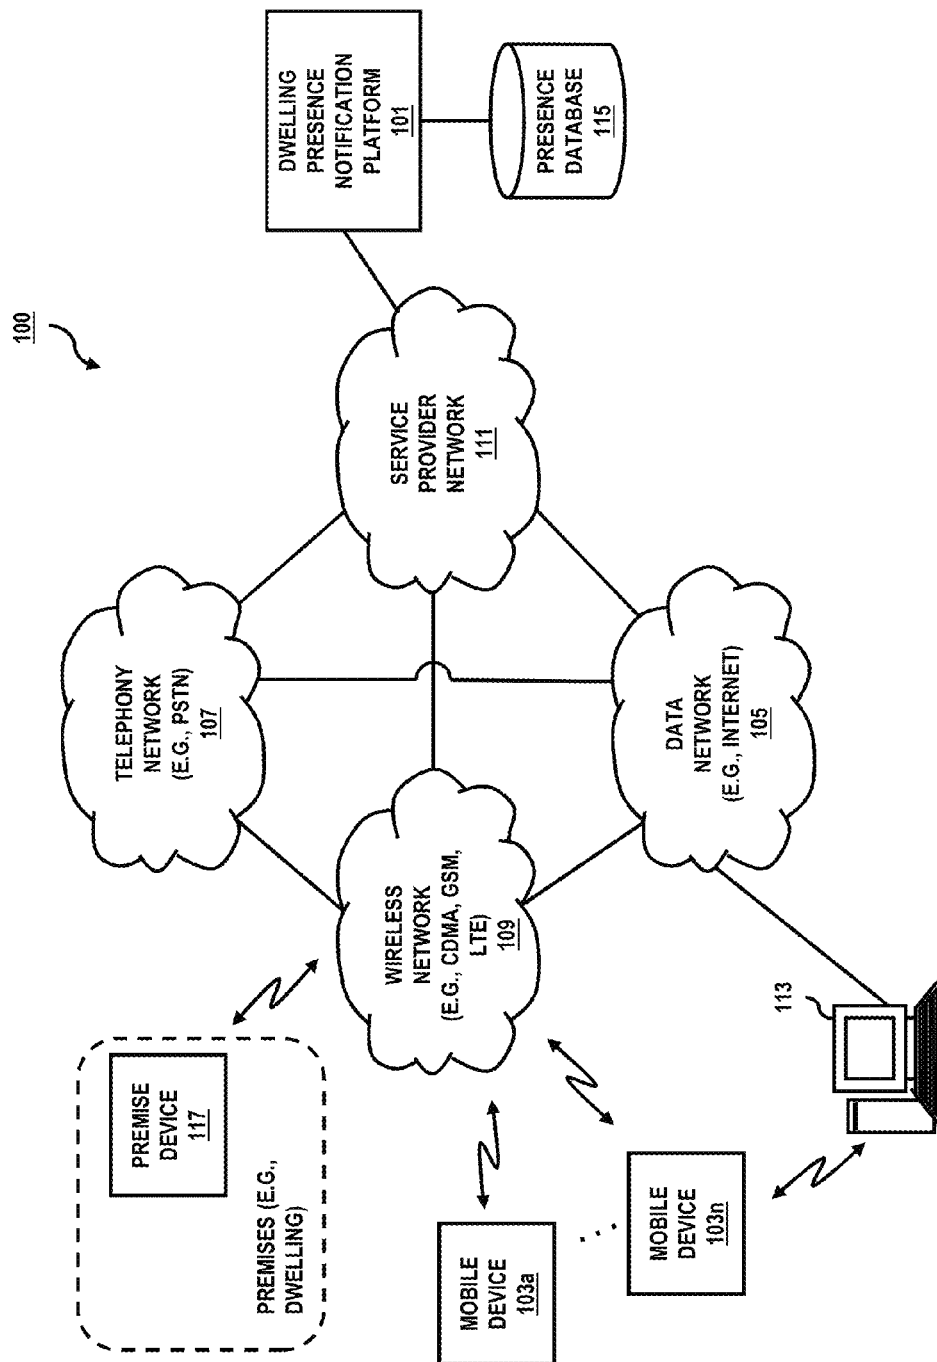 100
DWELLING
PRESENCE
NOTIFICATION
PLATFORM
101
PRESENCE
DATABASE
115
SERVICE
PROVIDER
NETWORK
111
TELEPHONY
NETWORK
(E.G., PSTN)
107
DATA
NETWORK
(E.G., INTERNET)
105
WIRELESS
NETWORK
(E.G., CDMA, GSM,
LTE)
109
113
PREMISE
DEVICE
117
PREMISES (E.G.,
DWELLING)
MOBILE
DEVICE
103a
...
MOBILE
DEVICE
103n